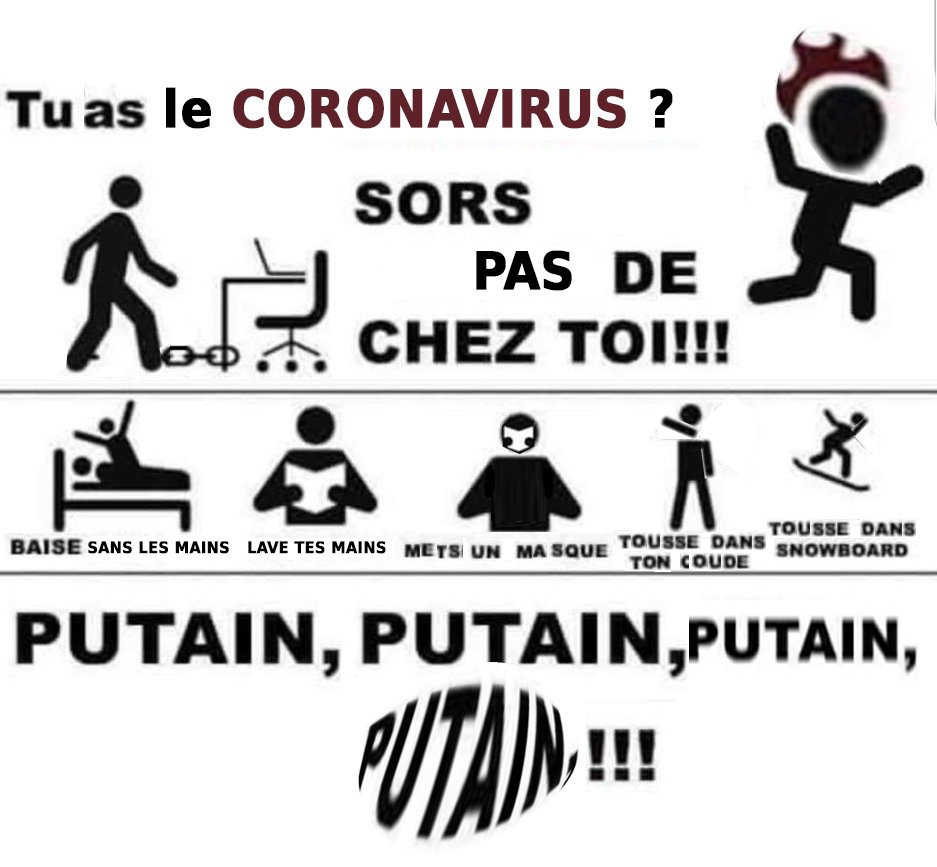 Tu as le CORONAVIRUS ?
SORS
PAS DE
CHEZ TOI!!!
BAISE SANS LES MAINS
LAVE TES MAINS
METS UN MASQUE
TOUSSE DANS
TON COUDE
TOUSSE DANS
SNOWBOARD
PUTAIN, PUTAIN, PUTAIN,
PUTAIN, !!!